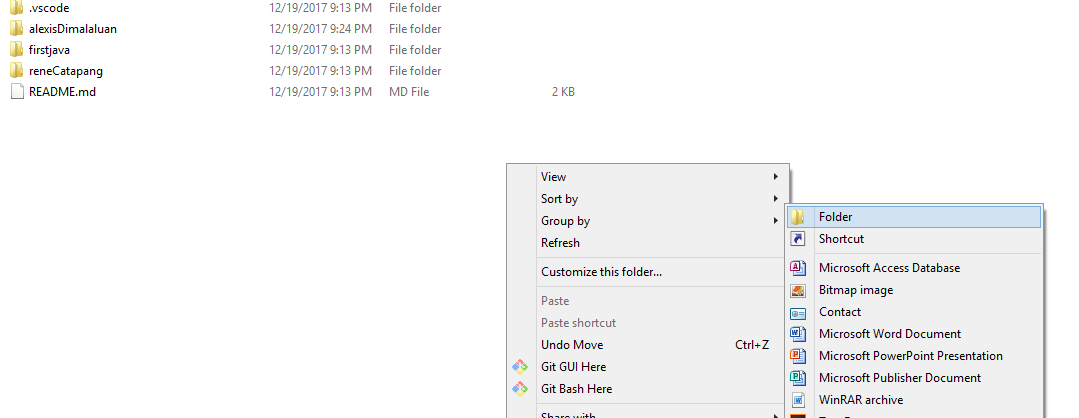 .vscode 12/19/2017 9:13 PM File folder
alexisDimalaluan 12/19/2017 9:24 PM File folder
firstjava 12/19/2017 9:13 PM File folder
reneCatapang 12/19/2017 9:13 PM File folder
README.md 12/19/2017 9:13 PM MD File 2 KB
View
Sort by
Group by
Refresh
Customize this folder...
Paste
Paste shortcut
Undo Move Ctrl+Z
Git GUI Here
Git Bash Here
Share with
Folder
Shortcut
Microsoft Access Database
Bitmap image
Contact
Microsoft Word Document
Microsoft PowerPoint Presentation
Microsoft Publisher Document
WinRAR archive